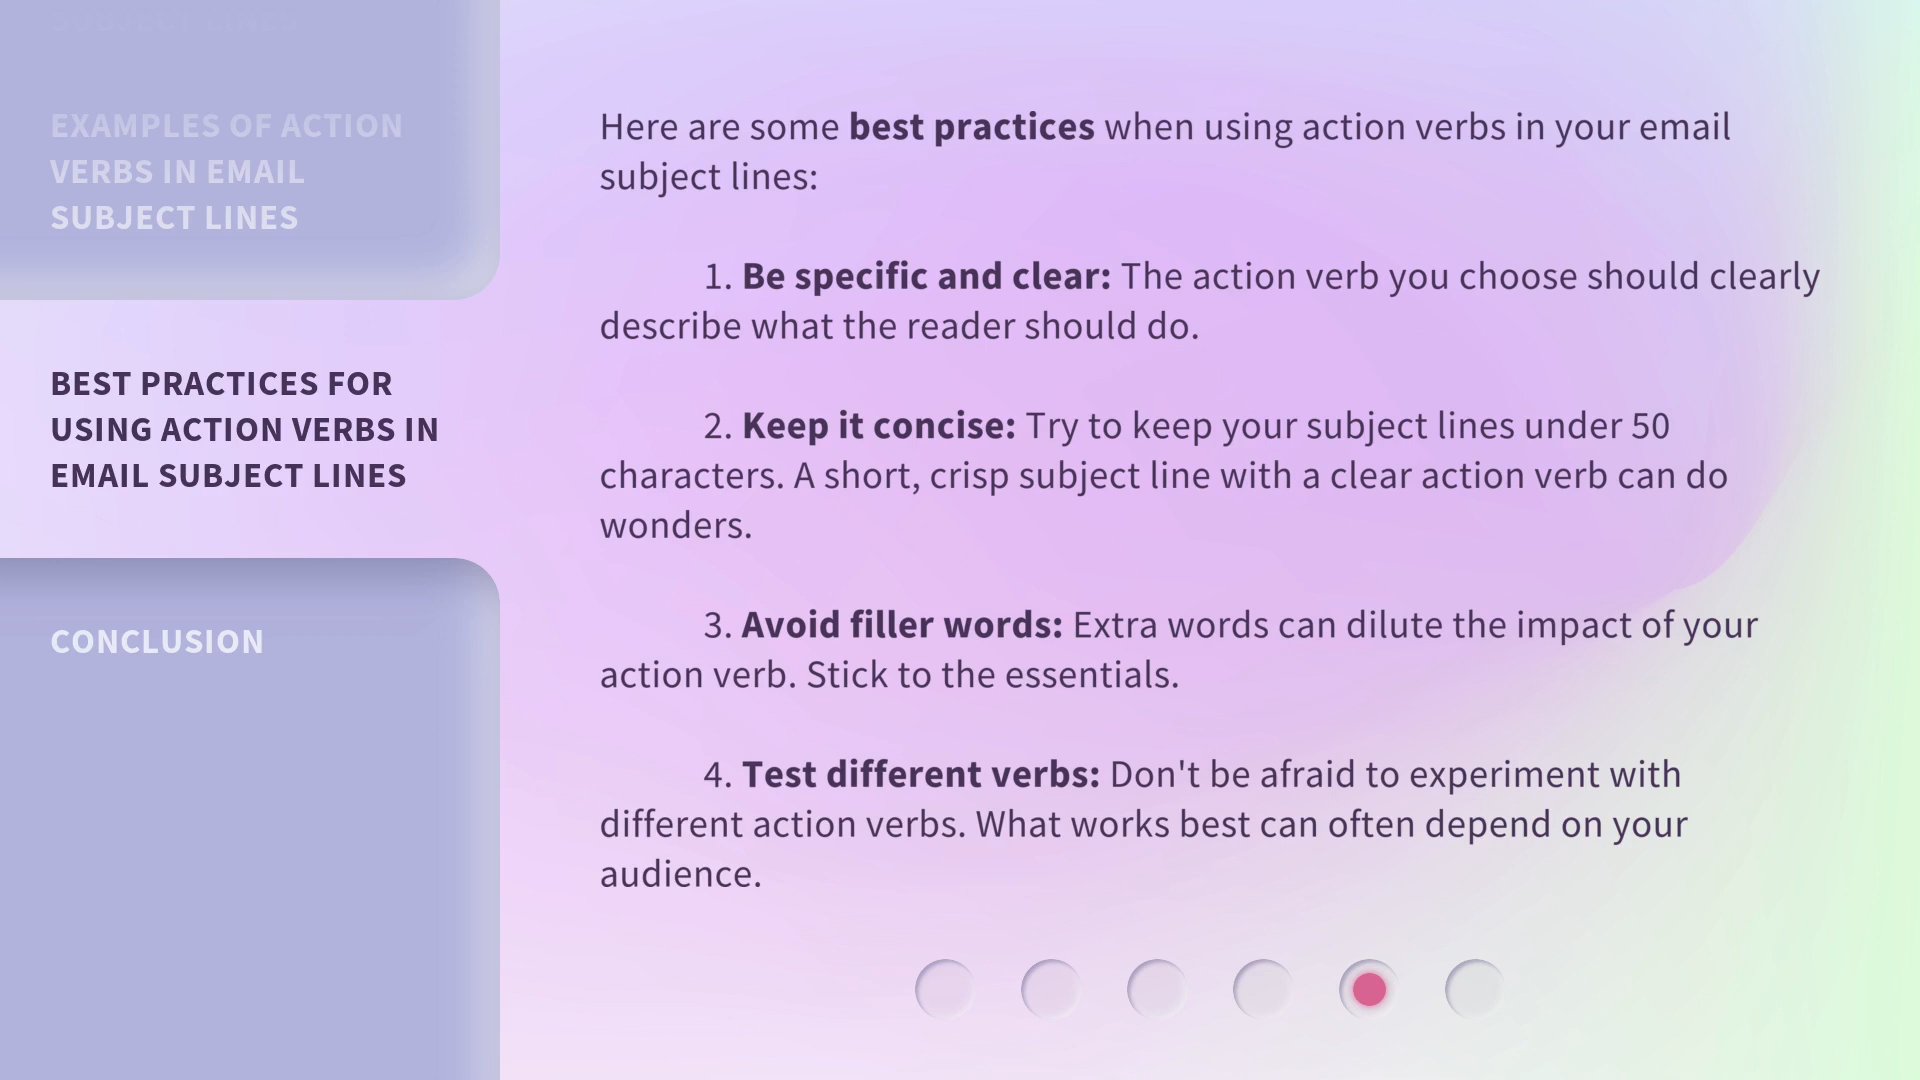 EXAMPLES OF ACTION
VERBS IN EMAIL
SUBJECT LINES
BEST PRACTICES FOR
USING ACTION VERBS IN
EMAIL SUBJECT LINES
CONCLUSION
Here are some best practices when using action verbs in your email
subject lines:
1. Be specific and clear: The action verb you choose should clearly
describe what the reader should do.
2. Keep it concise: Try to keep your subject lines under 50
characters. A short, crisp subject line with a clear action verb can do
wonders.
3. Avoid filler words: Extra words can dilute the impact of your
action verb. Stick to the essentials.
4. Test different verbs: Don't be afraid to experiment with
different action verbs. What works best can often depend on your
audience.